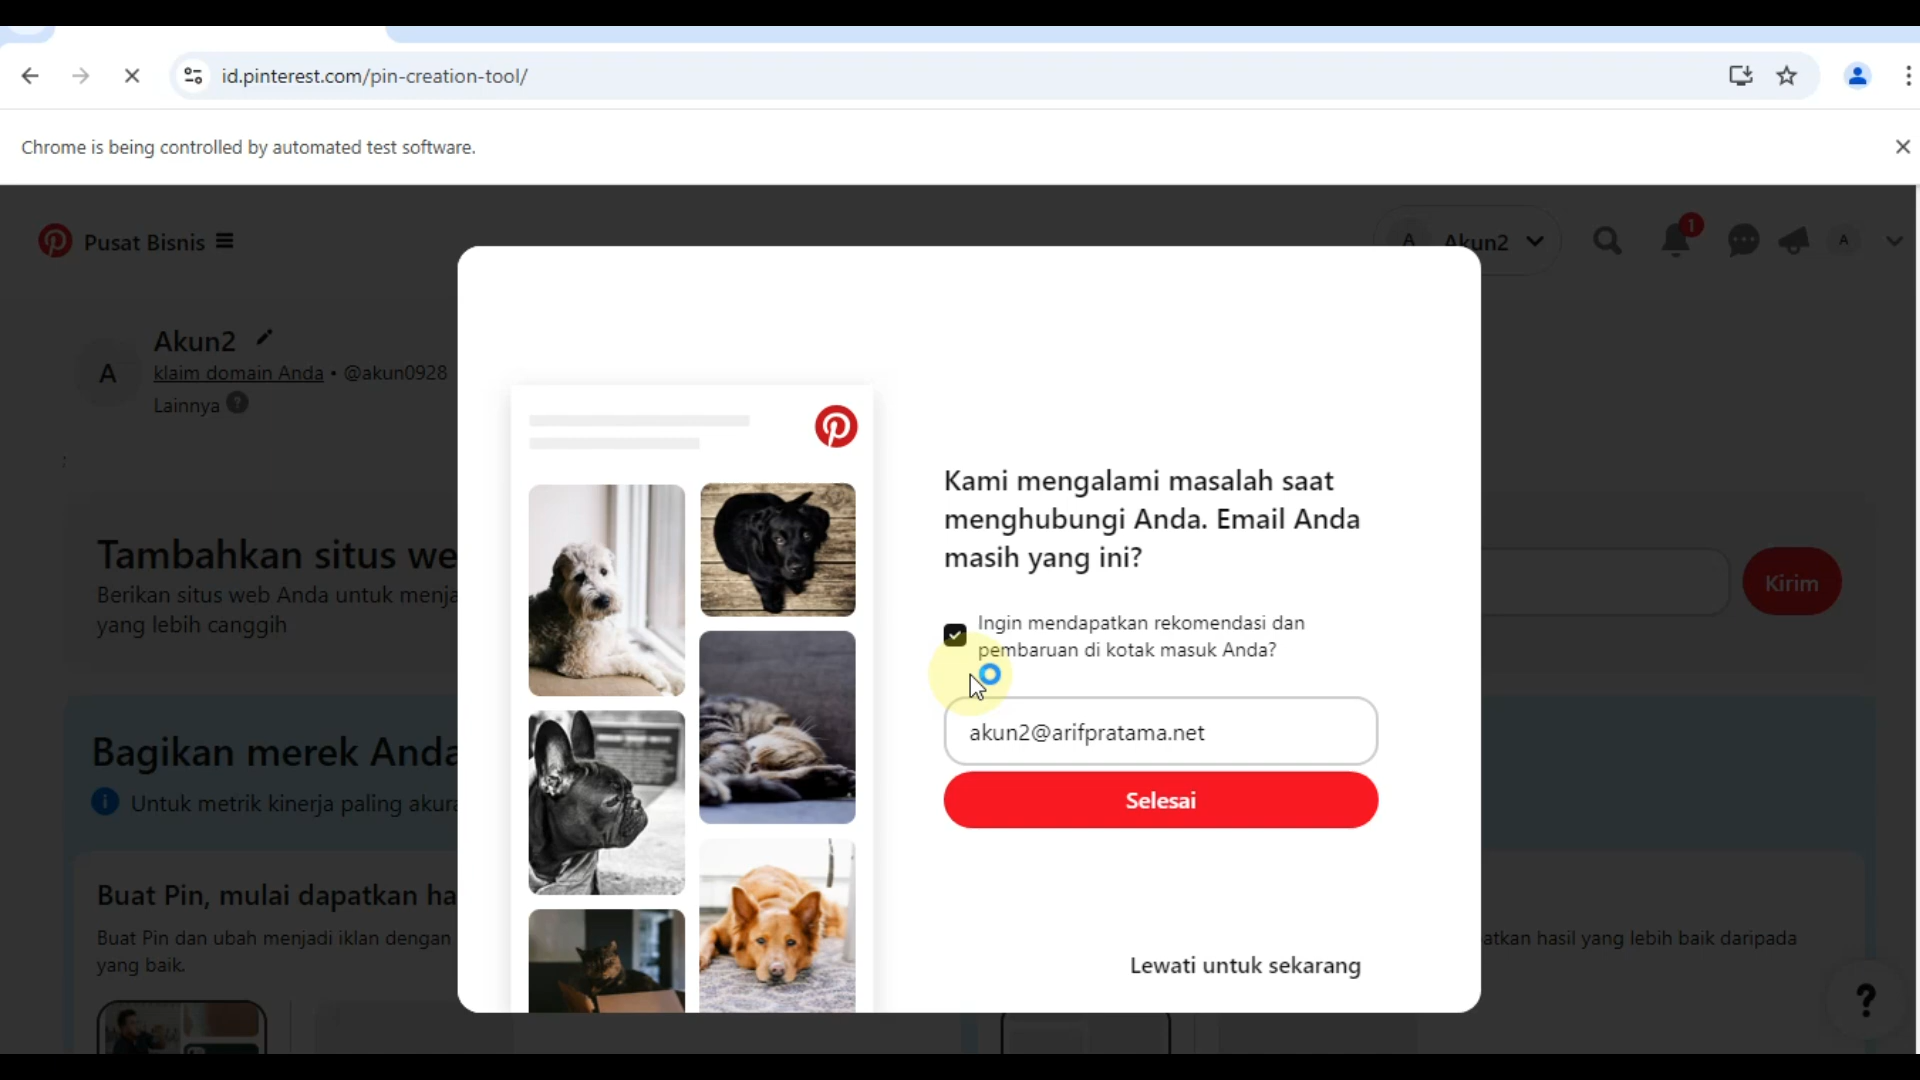 id.pinterest.com/pin-creation-tool/
Chrome is being controlled by automated test software.
Pusat Bisnis
A Akun2
1
A
A
Akun2
klaim domain Anda • @akun0928
Lainnya ?
Tambahkan situs we
Berikan situs web Anda untuk menja
yang lebih canggih
Kirim
Bagikan merek Anda
Untuk metrik kinerja paling akura
Buat Pin, mulai dapatkan ha
Buat Pin dan ubah menjadi iklan dengan
yang baik.
atkan hasil yang lebih baik daripada
Kami mengalami masalah saat
menghubungi Anda. Email Anda
masih yang ini?
Ingin mendapatkan rekomendasi dan
pembaruan di kotak masuk Anda?
akun2@arifpratama.net
Selesai
Lewati untuk sekarang
?